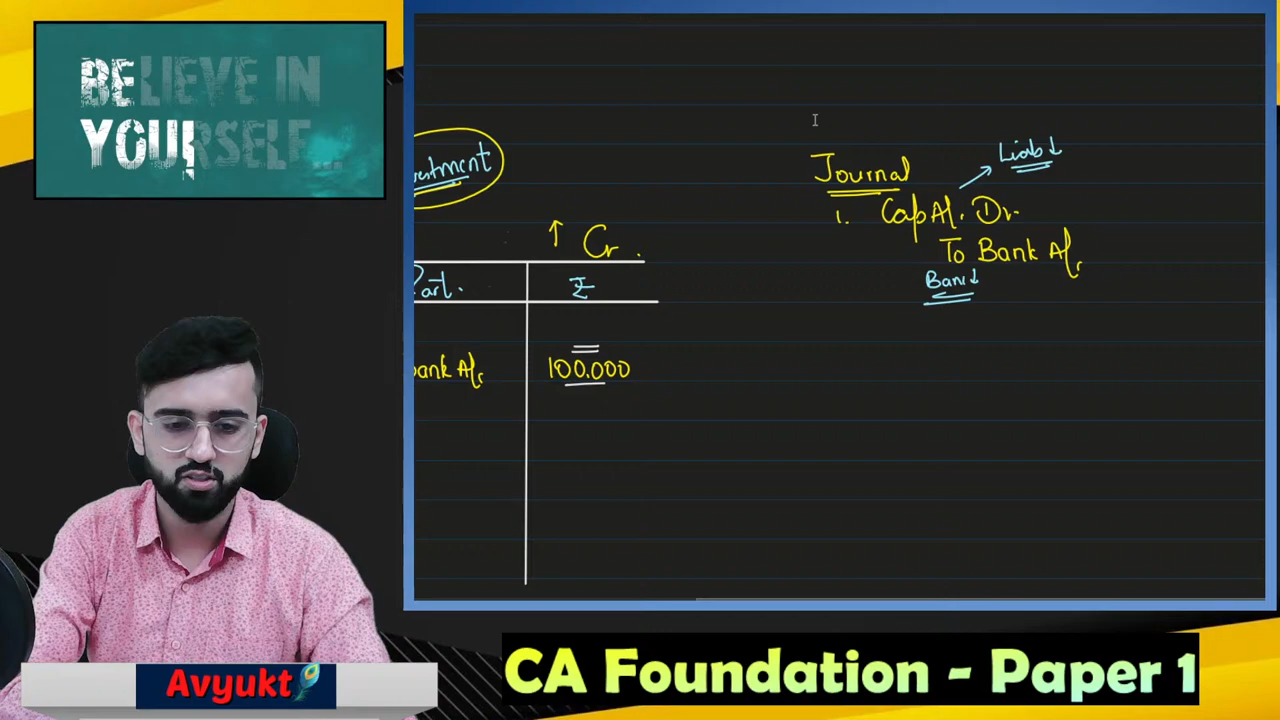 BELIEVE IN
YOURSELF...
Journal
Liab↓
1. Cap A/c. Dr.
To Bank A/c
Bank↓
↑ Cr.
Part.
₹
Bank A/c
100.000
Avyukt
CA Foundation - Paper 1